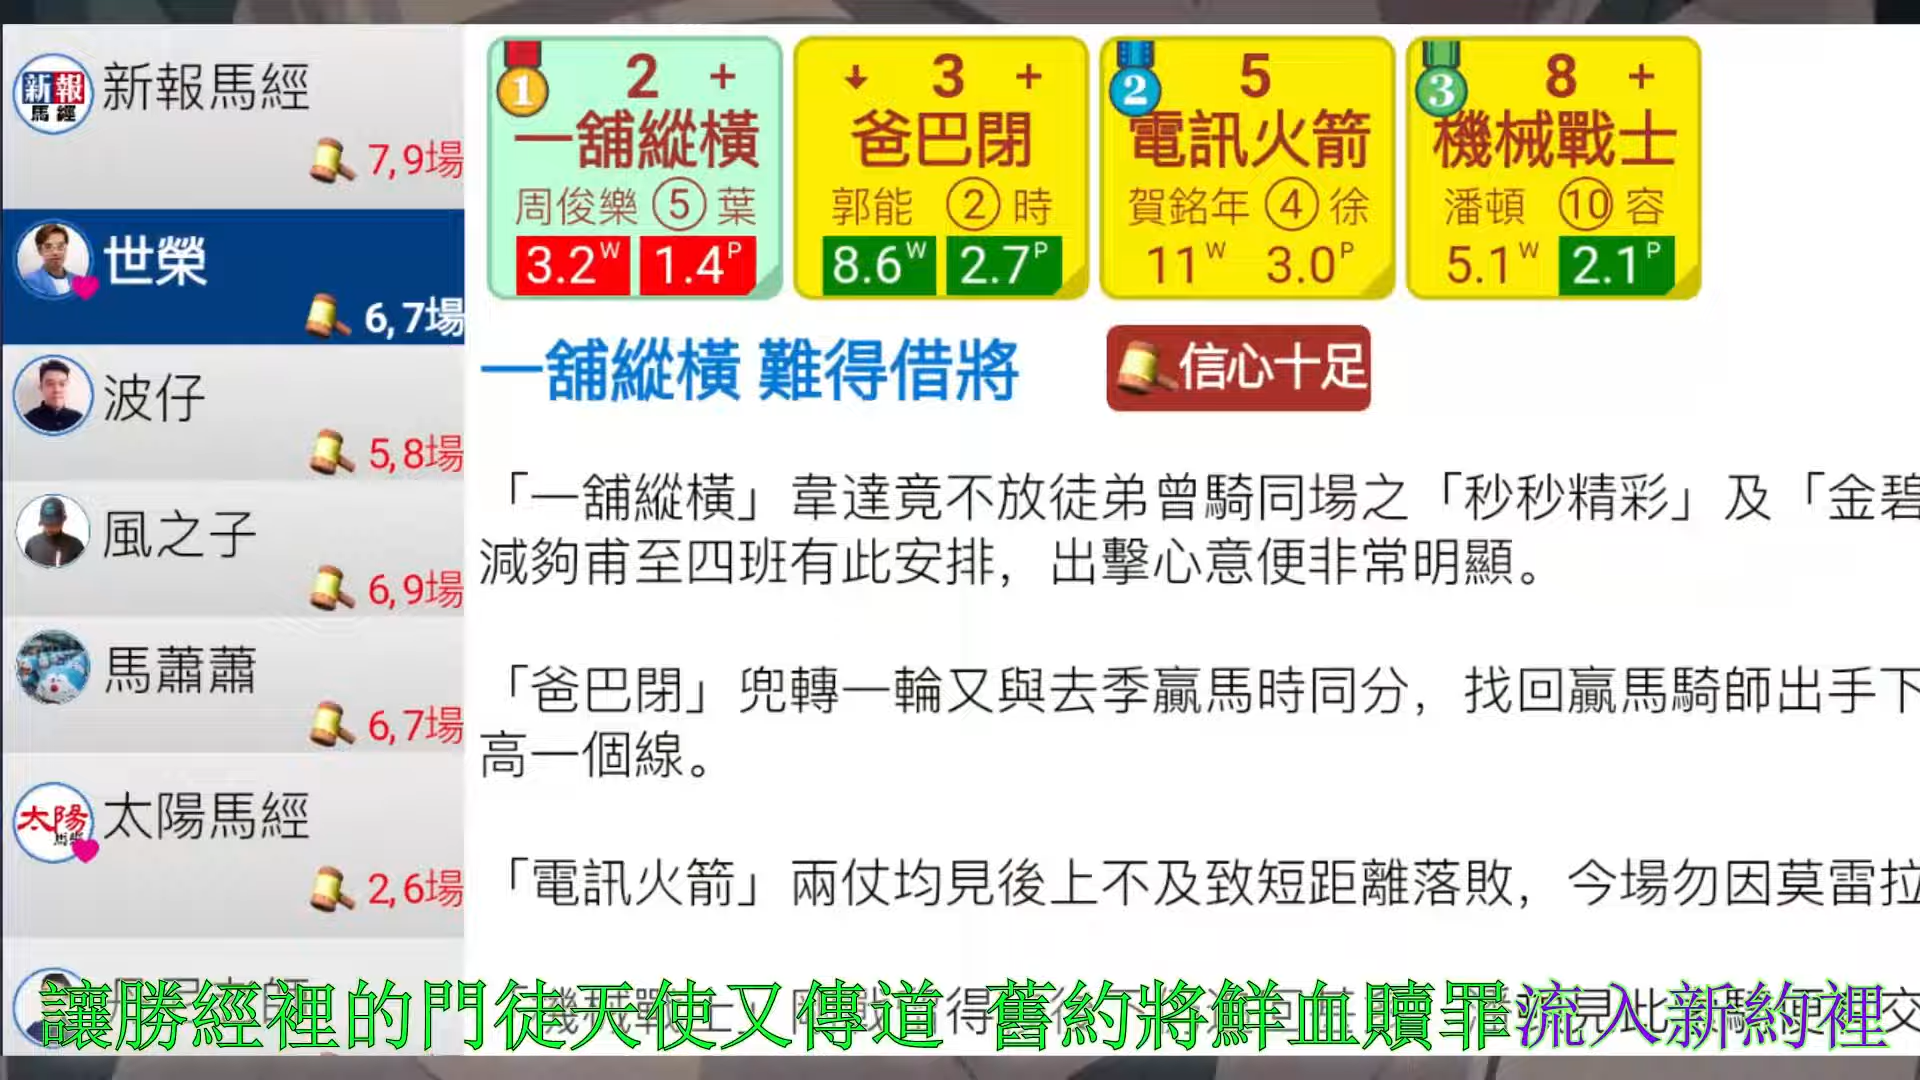 新報馬經
7,9場
世榮
6,7場
波仔
5,8場
風之子
6,9場
馬蕭蕭
6,7場
太陽馬經
2,6場
1 2 +
一舖縱橫
周俊樂 5 葉
3.2W 1.4P
3 +
爸巴閉
郭能 2 時
8.6W 2.7P
2 5
電訊火箭
賀銘年 4 徐
11W 3.0P
3 8 +
機械戰士
潘頓 10 容
5.1W 2.1P
一舖縱橫 難得借將
信心十足
「一舖縱橫」韋達竟不放徒弟曾騎同場之「秒秒精彩」及「金碧
減夠甫至四班有此安排，出擊心意便非常明顯。
「爸巴閉」兜轉一輪又與去季贏馬時同分，找回贏馬騎師出手下
高一個線。
「電訊火箭」兩仗均見後上不及致短距離落敗，今場勿因莫雷拉
讓勝經裡的門徒天使又傳道 舊約將鮮血贖罪流入新約裡